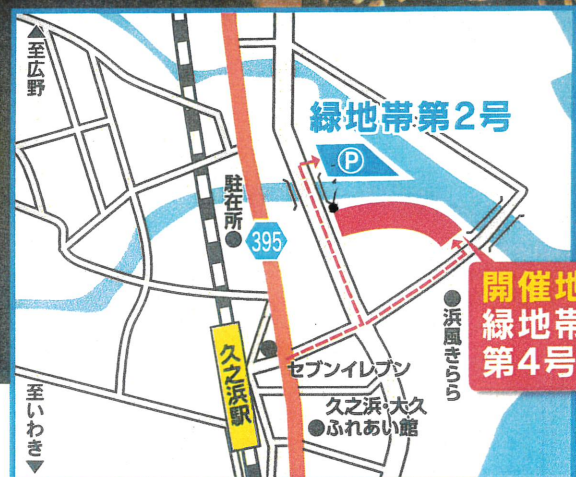 ▲至広野
緑地帯第2号
P
駐在所
395
開催地
緑地帯
第4号
浜風きらら
セブンイレブン
久之浜駅
久之浜・大久
ふれあい館
至いわき▼